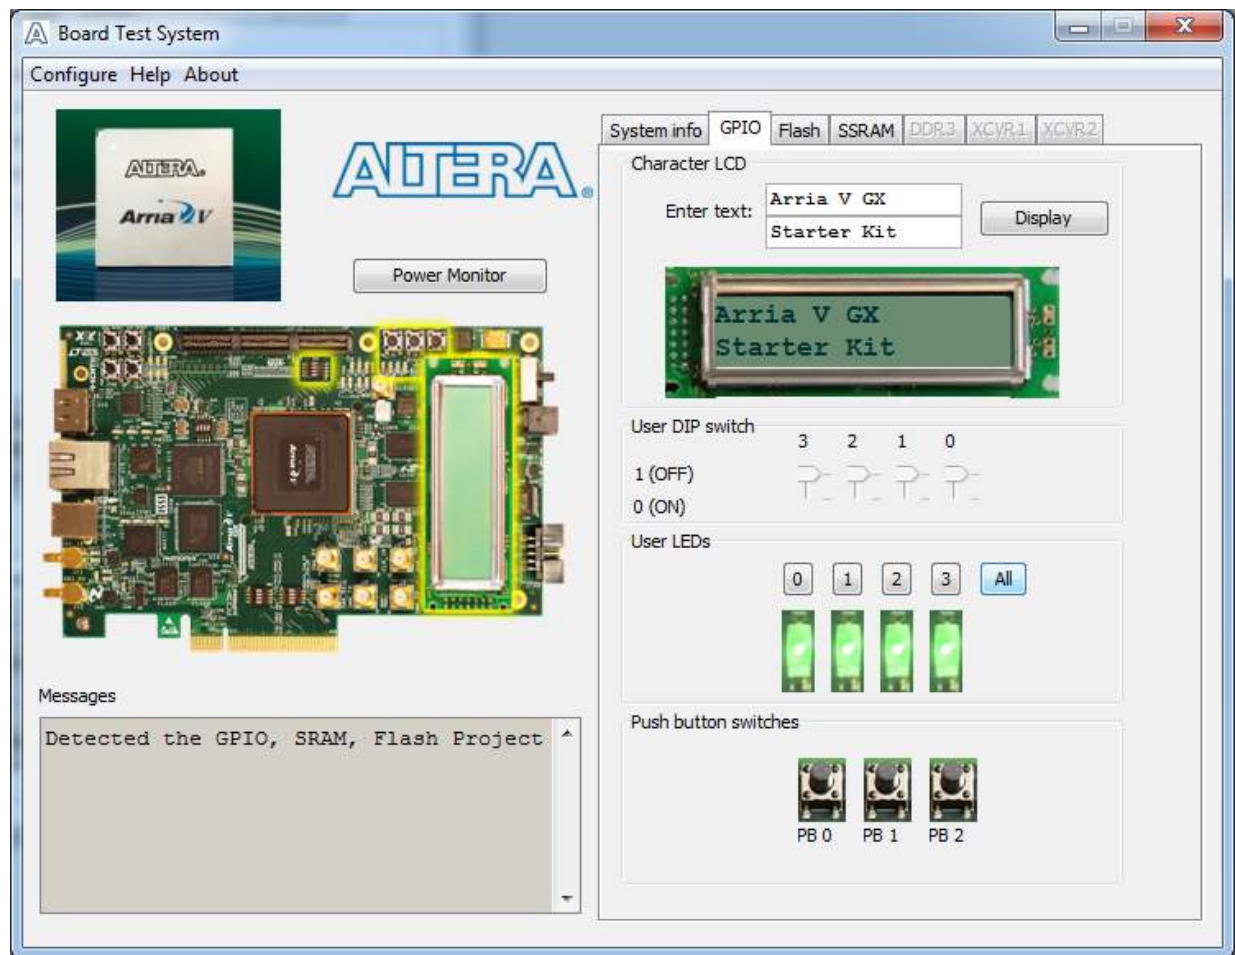 Board Test System
Configure Help About
ALTERA®
Arria V
ALTERA®
Power Monitor
Messages
Detected the GPIO, SRAM, Flash Project
System info GPIO Flash SSRAM DDR3 XCVR1 XCVR2
Character LCD
Enter text:
Arria V GX
Starter Kit
Display
Arria V GX
Starter Kit
User DIP switch
3 2 1 0
1 (OFF)
0 (ON)
User LEDs
0 1 2 3 All
Push button switches
PB 0 PB 1 PB 2